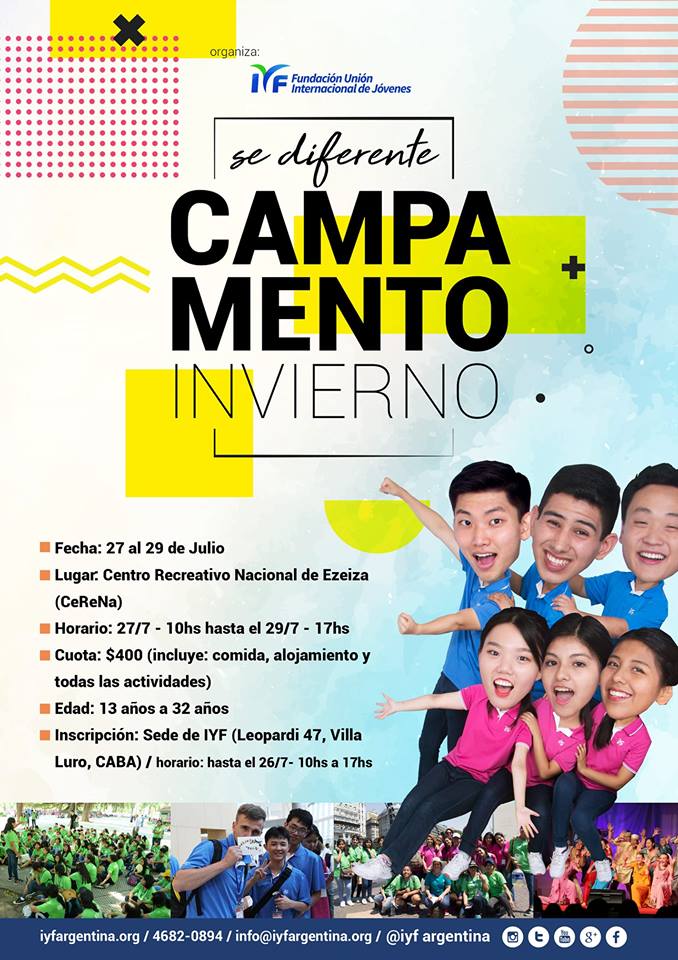 organiza:
IYF Fundación Unión
Internacional de Jóvenes
se diferente
CAMPA
MENTO
INVIERNO
Fecha: 27 al 29 de Julio
Lugar: Centro Recreativo Nacional de Ezeiza
(CeReNa)
Horario: 27/7 - 10hs hasta el 29/7 - 17hs
Cuota: $400 (incluye: comida, alojamiento y
todas las actividades)
Edad: 13 años a 32 años
Inscripción: Sede de IYF (Leopardi 47, Villa
Luro, CABA) / horario: hasta el 26/7- 10hs a 17hs
iyfargentina.org / 4682-0894 / info@iyfargentina.org / @iyf argentina